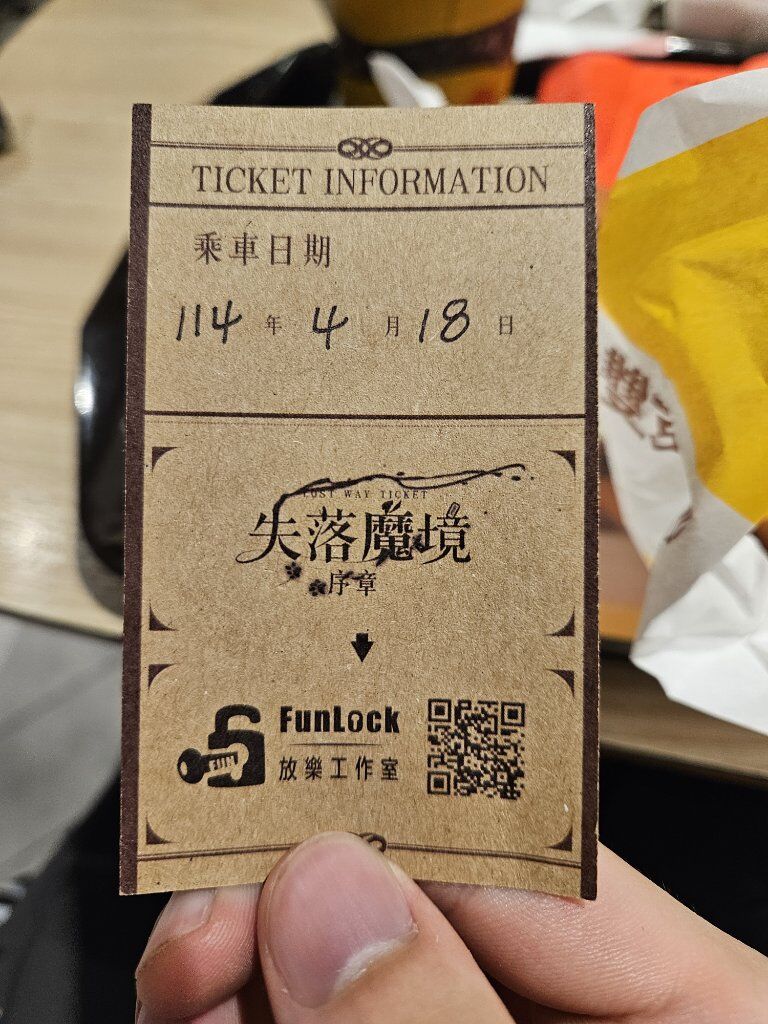 TICKET INFORMATION
乘車日期
114 年 4 月 18 日
LOST WAY TICKET
失落魔境
序章
FunLock
放樂工作室